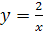 y = 2/x